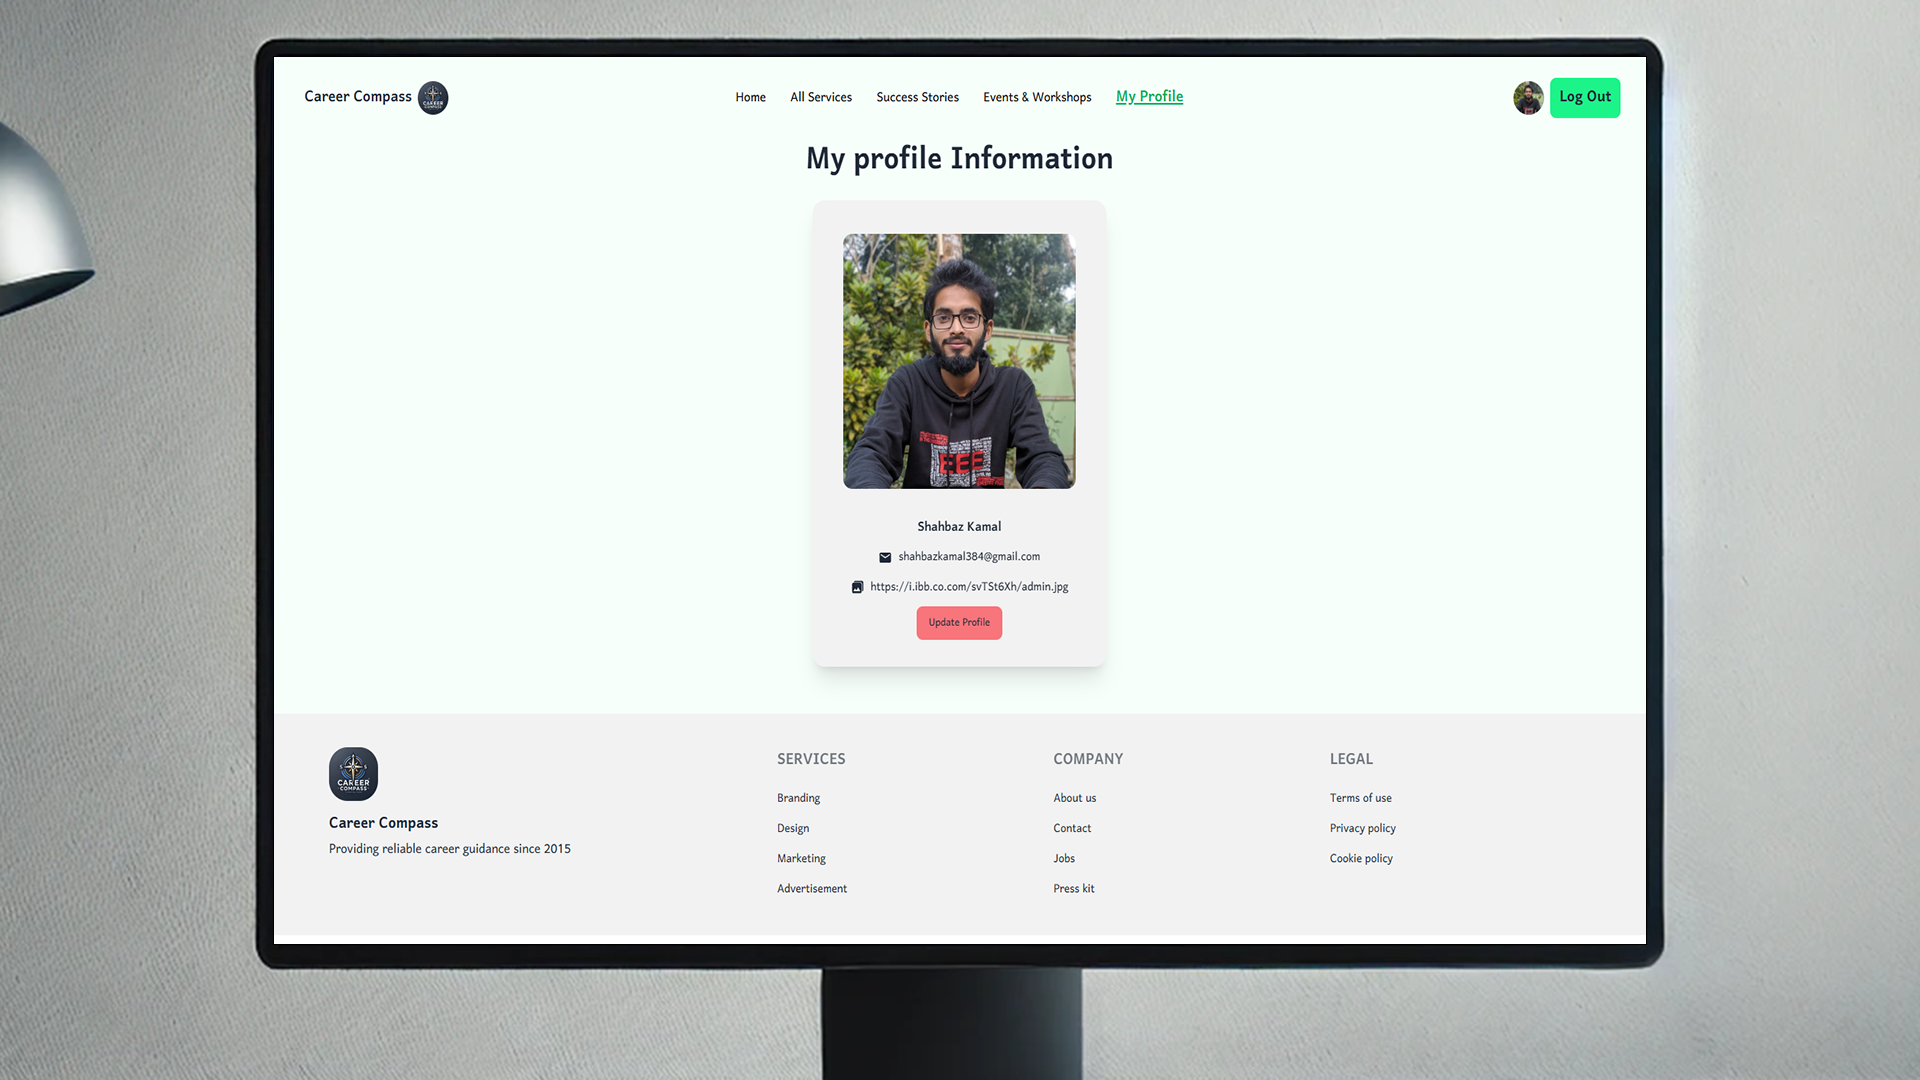 Career Compass
CAREER
COMPASS
Home
All Services
Success Stories
Events & Workshops
My Profile
Log Out
My profile Information
EEE
Shahbaz Kamal
shahbazkamal384@gmail.com
https://i.ibb.co.com/svTSt6Xh/admin.jpg
Update Profile
CAREER
COMPASS
Career Compass
Providing reliable career guidance since 2015
SERVICES
Branding
Design
Marketing
Advertisement
COMPANY
About us
Contact
Jobs
Press kit
LEGAL
Terms of use
Privacy policy
Cookie policy